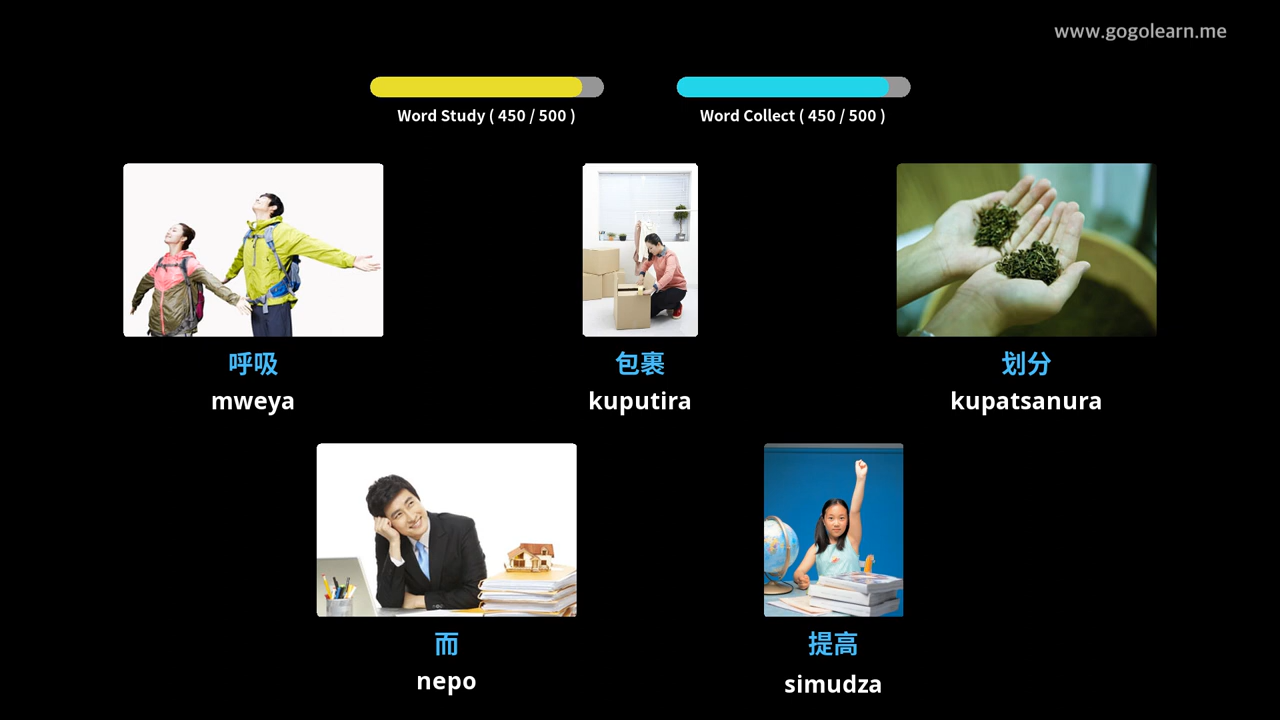 www.gogolearn.me
Word Study ( 450 / 500 )
Word Collect ( 450 / 500 )
呼吸
mweya
包裹
kuputira
划分
kupatsanura
而
nepo
提高
simudza